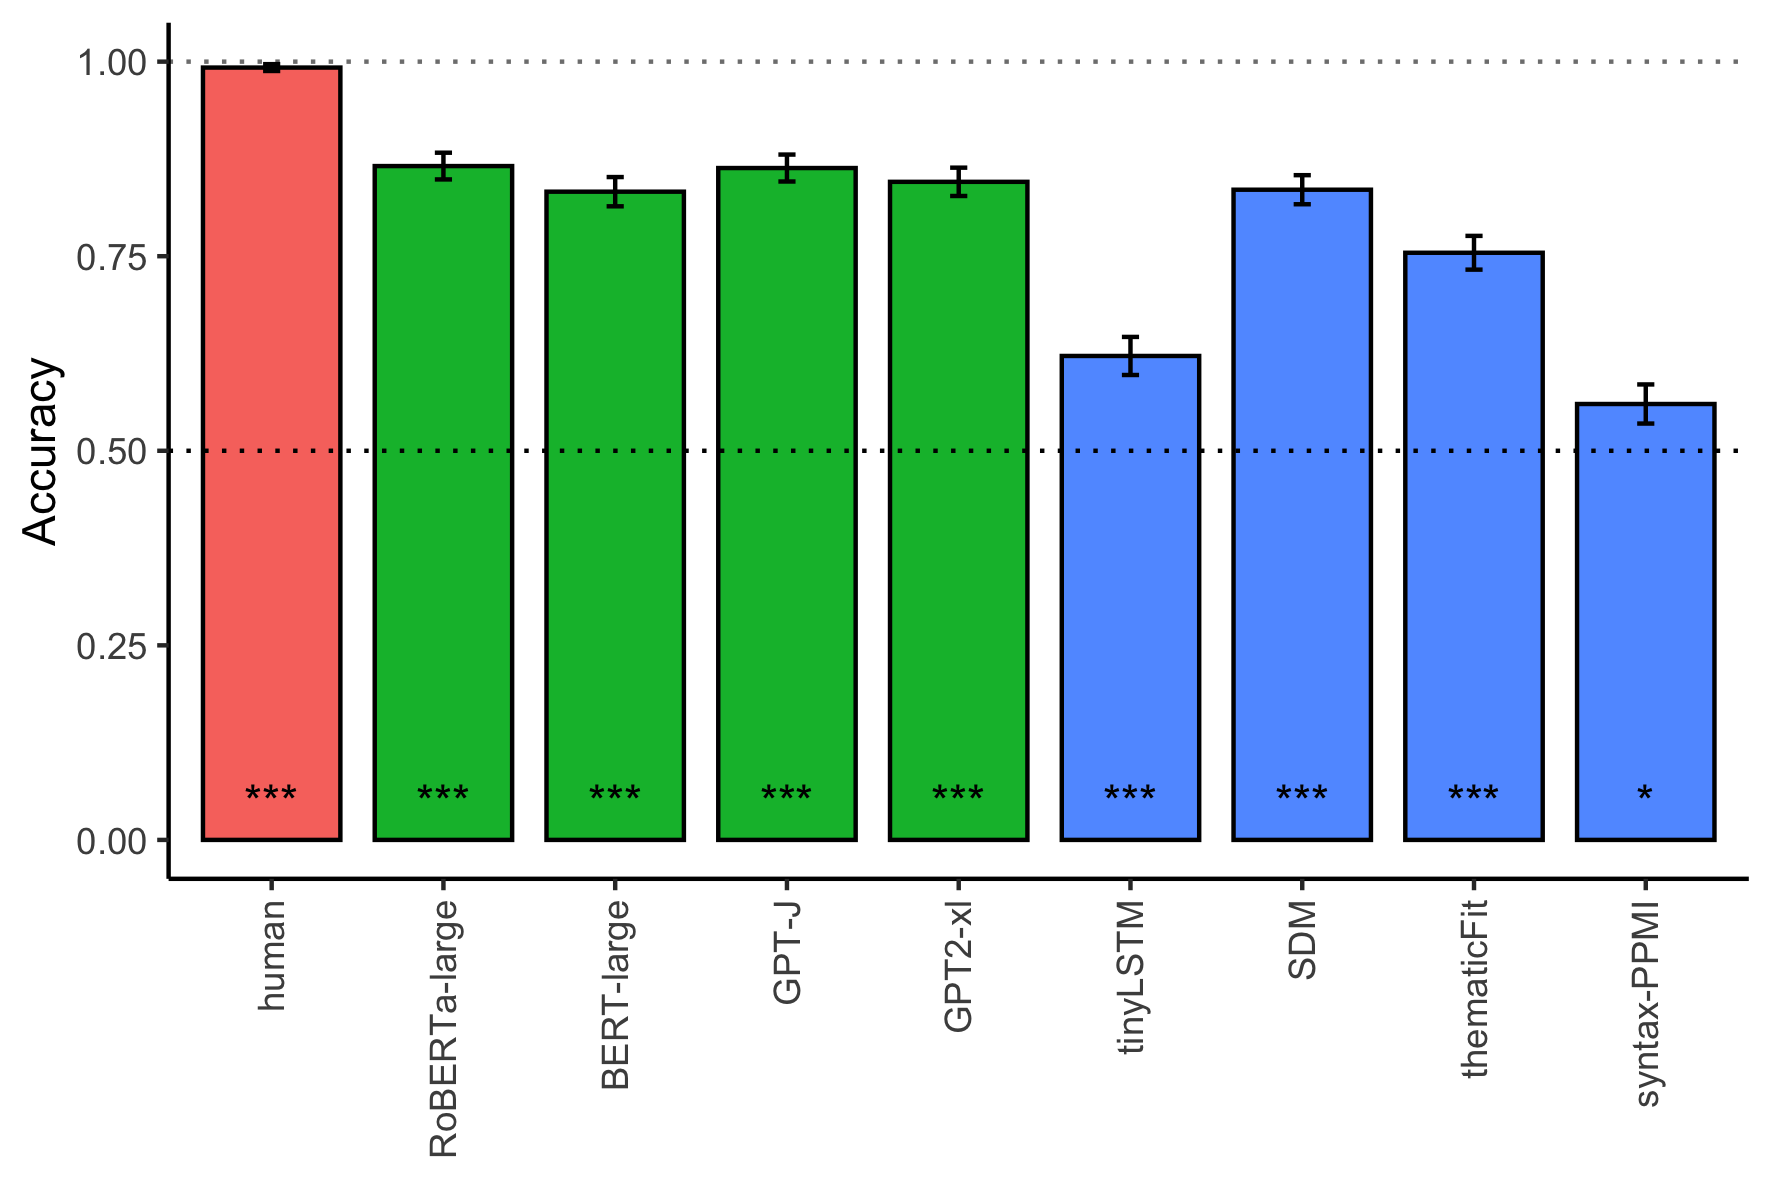 Accuracy
1.00
0.75
0.50
0.25
0.00
*** *** *** *** *** *** *** *** *
human
RoBERTa-large
BERT-large
GPT-J
GPT2-xl
tinyLSTM
SDM
thematicFit
syntax-PPMI